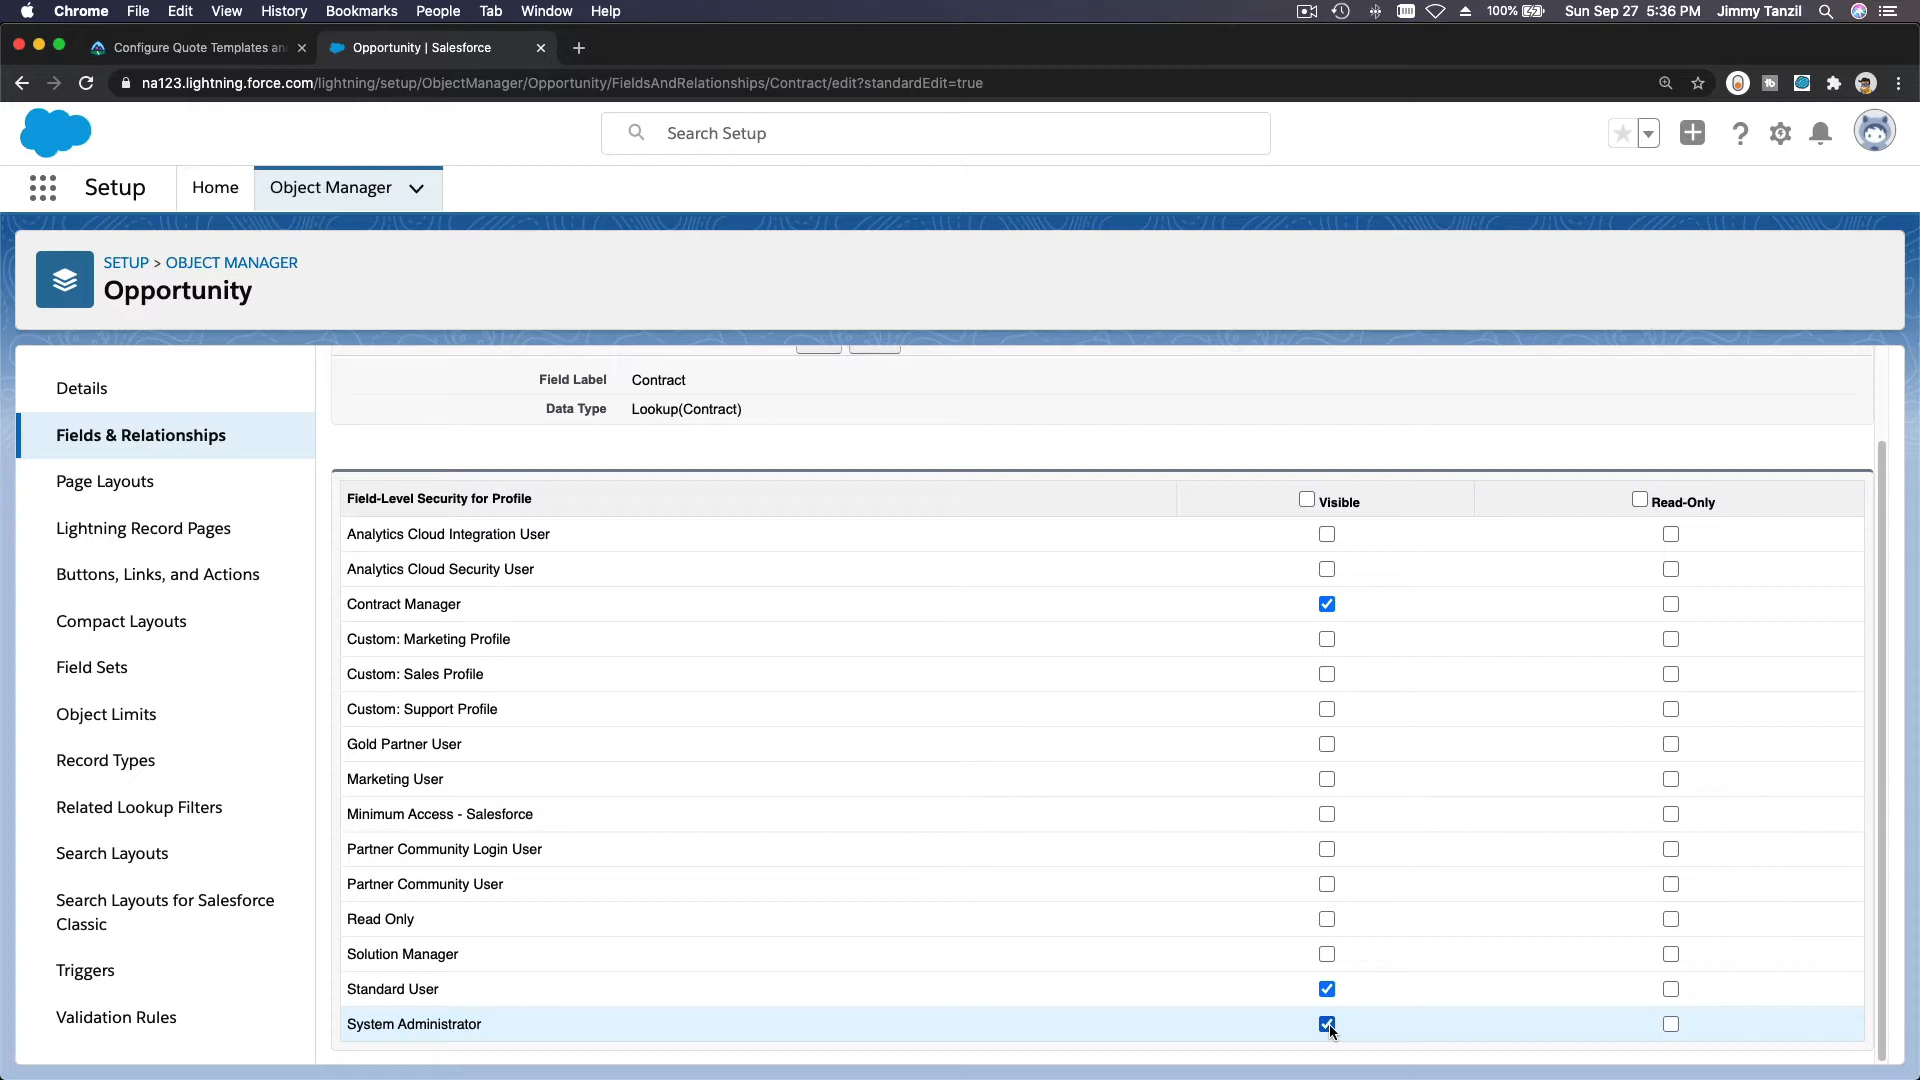 Chrome File Edit View History Bookmarks People Tab Window Help 100% Sun Sep 27 5:36 PM Jimmy Tanzil
Configure Quote Templates an
Opportunity | Salesforce
na123.lightning.force.com/lightning/setup/ObjectManager/Opportunity/FieldsAndRelationships/Contract/edit?standardEdit=true
Search Setup
Setup Home Object Manager
SETUP > OBJECT MANAGER
Opportunity
Details
Fields & Relationships
Page Layouts
Lightning Record Pages
Buttons, Links, and Actions
Compact Layouts
Field Sets
Object Limits
Record Types
Related Lookup Filters
Search Layouts
Search Layouts for Salesforce
Classic
Triggers
Validation Rules
Field Label Contract
Data Type Lookup(Contract)
Field-Level Security for Profile Visible Read-Only
Analytics Cloud Integration User
Analytics Cloud Security User
Contract Manager
Custom: Marketing Profile
Custom: Sales Profile
Custom: Support Profile
Gold Partner User
Marketing User
Minimum Access - Salesforce
Partner Community Login User
Partner Community User
Read Only
Solution Manager
Standard User
System Administrator